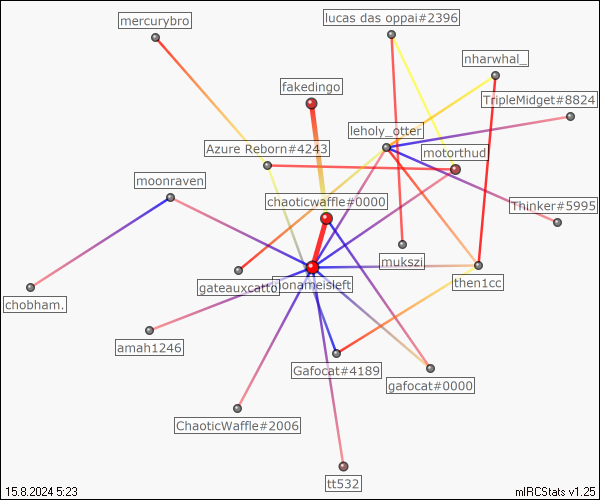 mercurybro
lucas das oppai#2396
nharwhal_
fakedingo
TripleMidget#8824
leholy_otter
Azure Reborn#4243
motorthud
moonraven
chaoticwaffle#0000
Thinker#5995
mukszi
gateauxcatto
nonameisleft
then1cc
chobham.
amah1246
Gafocat#4189
gafocat#0000
ChaoticWaffle#2006
tt532
15.8.2024 5:23
mIRCStats v1.25